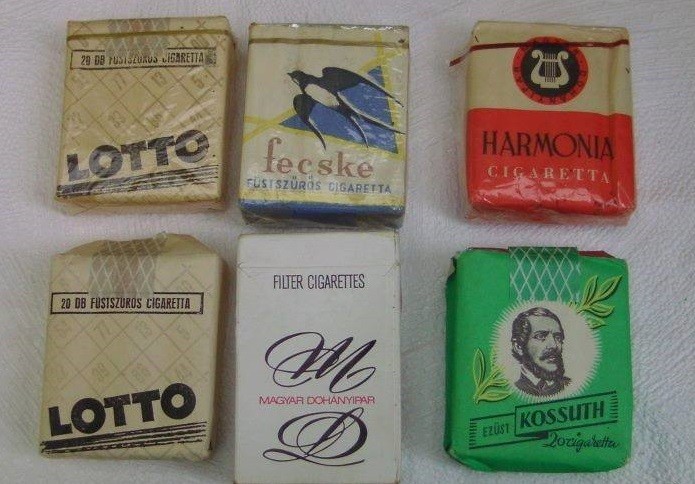 20 DB FÜSTSZŰRŐS CIGARETTA
LOTTO
fecske
FÜSTSZŰRŐS CIGARETTA
HARMONIA
CIGARETTA
20 DB FÜSTSZŰRŐS CIGARETTA
LOTTO
FILTER CIGARETTES
M
MAGYAR DOHÁNYIPAR
D
EZÜST KOSSUTH
20 cigaretta